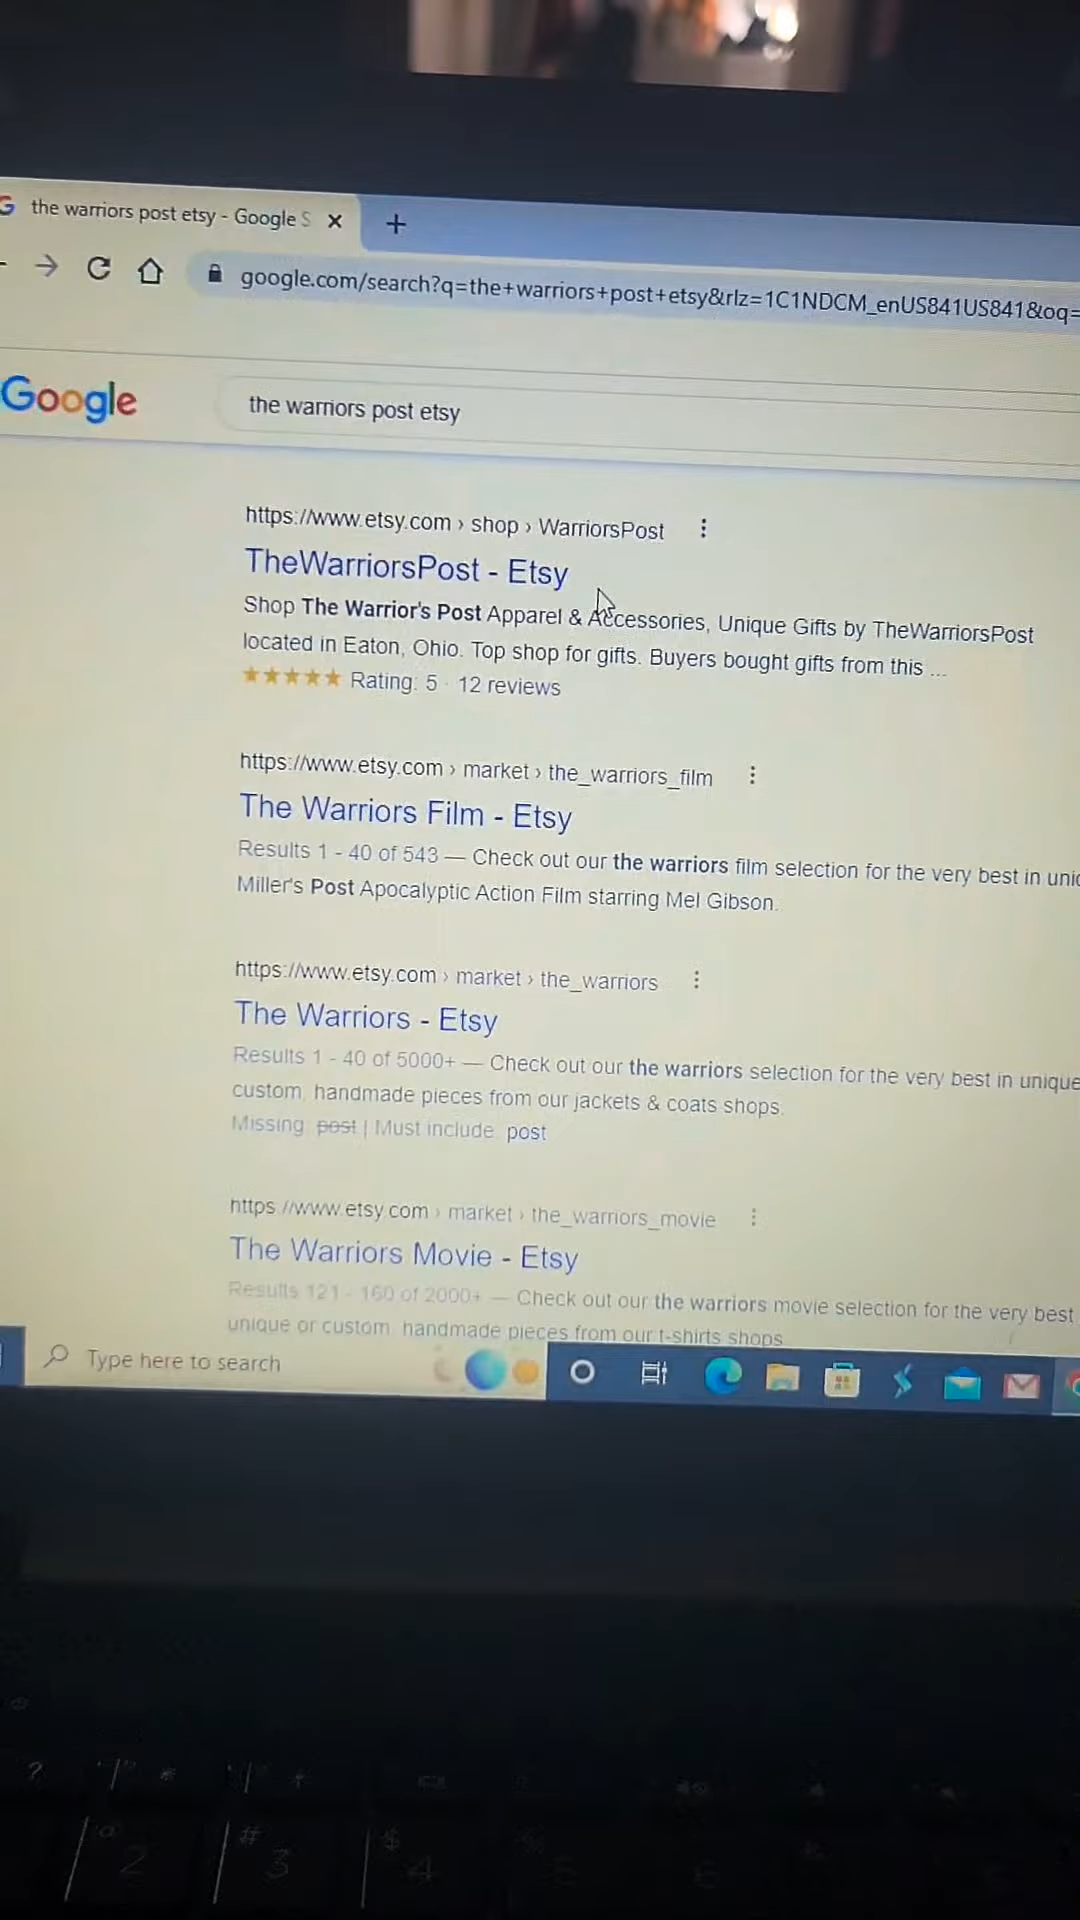 the warriors post etsy - Google S
google.com/search?q=the+warriors+post+etsy&rlz=1C1NDCM_enUS841US841&oq=
Google
the warriors post etsy
https://www.etsy.com › shop › WarriorsPost
TheWarriorsPost - Etsy
Shop The Warrior's Post Apparel & Accessories, Unique Gifts by TheWarriorsPost
located in Eaton, Ohio. Top shop for gifts. Buyers bought gifts from this ...
Rating: 5 · 12 reviews
https://www.etsy.com › market › the_warriors_film
The Warriors Film - Etsy
Results 1 - 40 of 543 — Check out our the warriors film selection for the very best in
Miller's Post Apocalyptic Action Film starring Mel Gibson.
https://www.etsy.com › market › the_warriors
The Warriors - Etsy
Results 1 - 40 of 5000+ — Check out our the warriors selection for the very best in unique
custom, handmade pieces from our jackets & coats shops.
Missing: post | Must include: post
https://www.etsy.com › market › the_warriors_movie
The Warriors Movie - Etsy
Results 121 - 160 of 2000+ — Check out our the warriors movie selection for the very best
unique or custom, handmade pieces from our t-shirts shops
Type here to search
?
@ # $
2 3 4